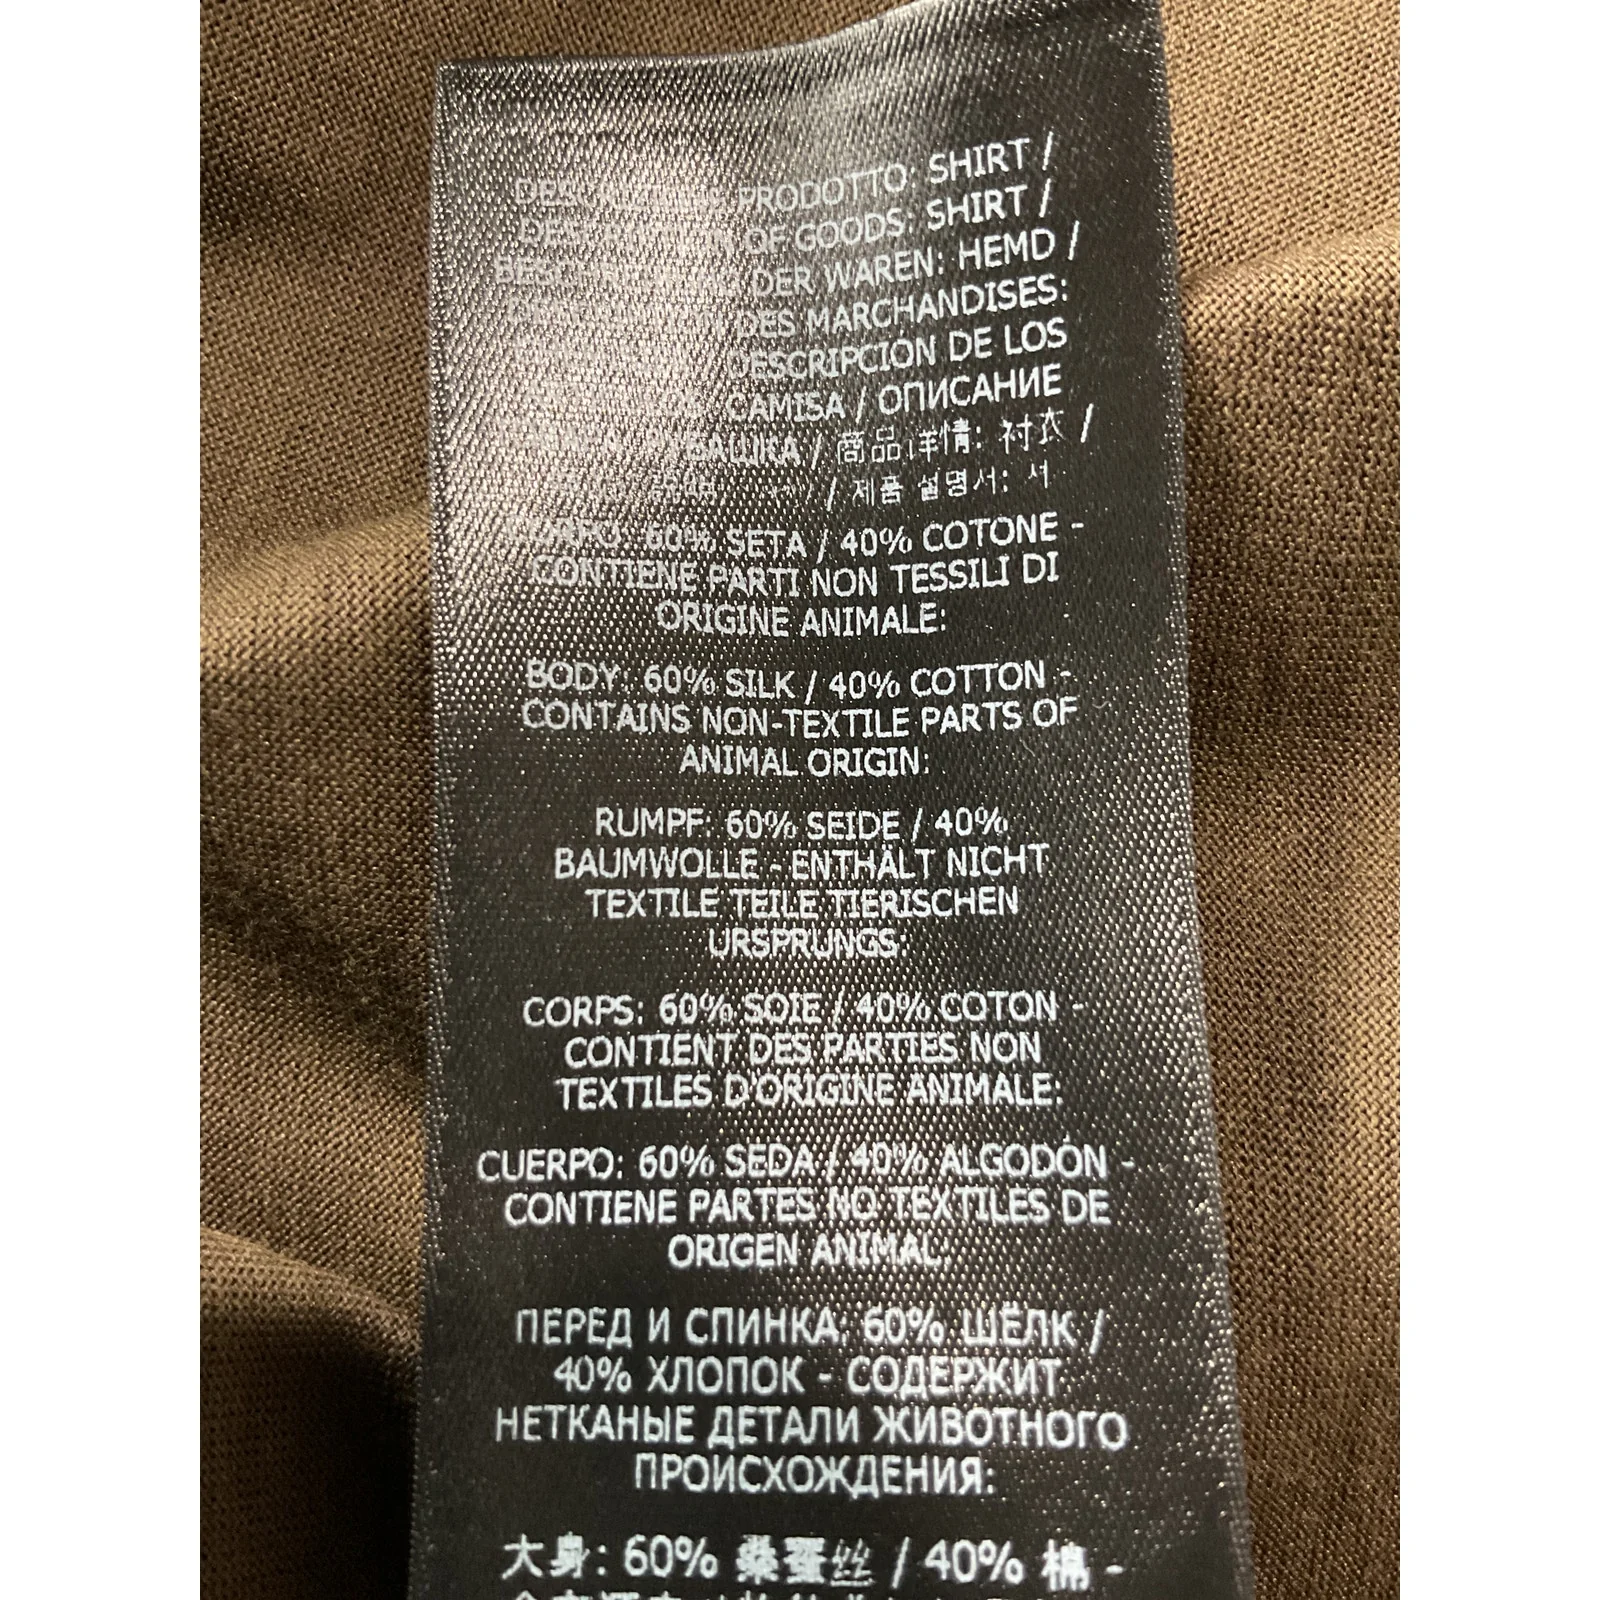 PRODOTTO: SHIRT /
OF GOODS: SHIRT /
DER WAREN: HEMD /
DES MARCHANDISES:
DESCRIPCION DE LOS
CAMISA / ОПИСАНИЕ
/ 商品详情: 衬衣 /
/ 제품 설명서: 셔
60% SETA / 40% COTONE -
CONTIENE PARTI NON TESSILI DI
ORIGINE ANIMALE:
BODY: 60% SILK / 40% COTTON -
CONTAINS NON-TEXTILE PARTS OF
ANIMAL ORIGIN:
RUMPF: 60% SEIDE / 40%
BAUMWOLLE - ENTHÄLT NICHT
TEXTILE TEILE TIERISCHEN
URSPRUNGS:
CORPS: 60% SOIE / 40% COTON -
CONTIENT DES PARTIES NON
TEXTILES D'ORIGINE ANIMALE:
CUERPO: 60% SEDA / 40% ALGODÓN -
CONTIENE PARTES NO TEXTILES DE
ORIGEN ANIMAL:
ПЕРЕД И СПИНКА: 60% ШЁЛК /
40% ХЛОПОК - СОДЕРЖИТ
НЕТКАНЫЕ ДЕТАЛИ ЖИВОТНОГО
ПРОИСХОЖДЕНИЯ:
大身: 60% 桑蚕丝 / 40% 棉 -